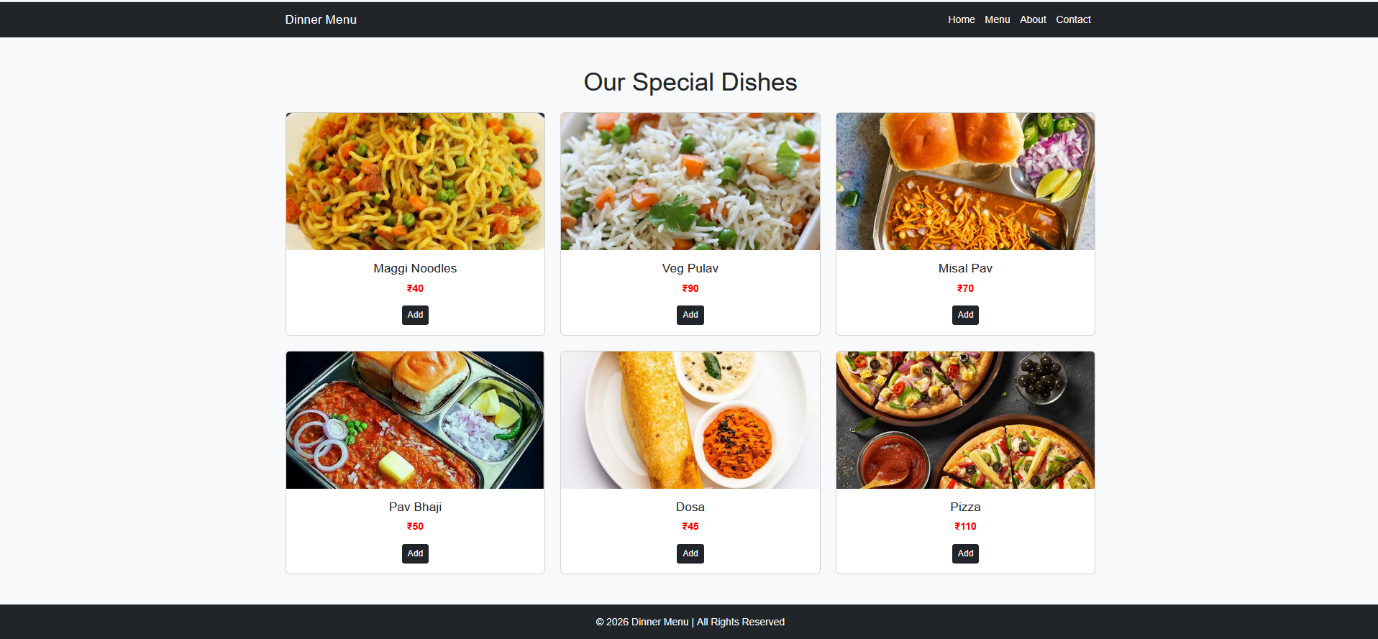 Dinner Menu
Home Menu About Contact
Our Special Dishes
Maggi Noodles
₹40
Add
Veg Pulav
₹90
Add
Misal Pav
₹70
Add
Pav Bhaji
₹50
Add
Dosa
₹45
Add
Pizza
₹110
Add
© 2026 Dinner Menu | All Rights Reserved